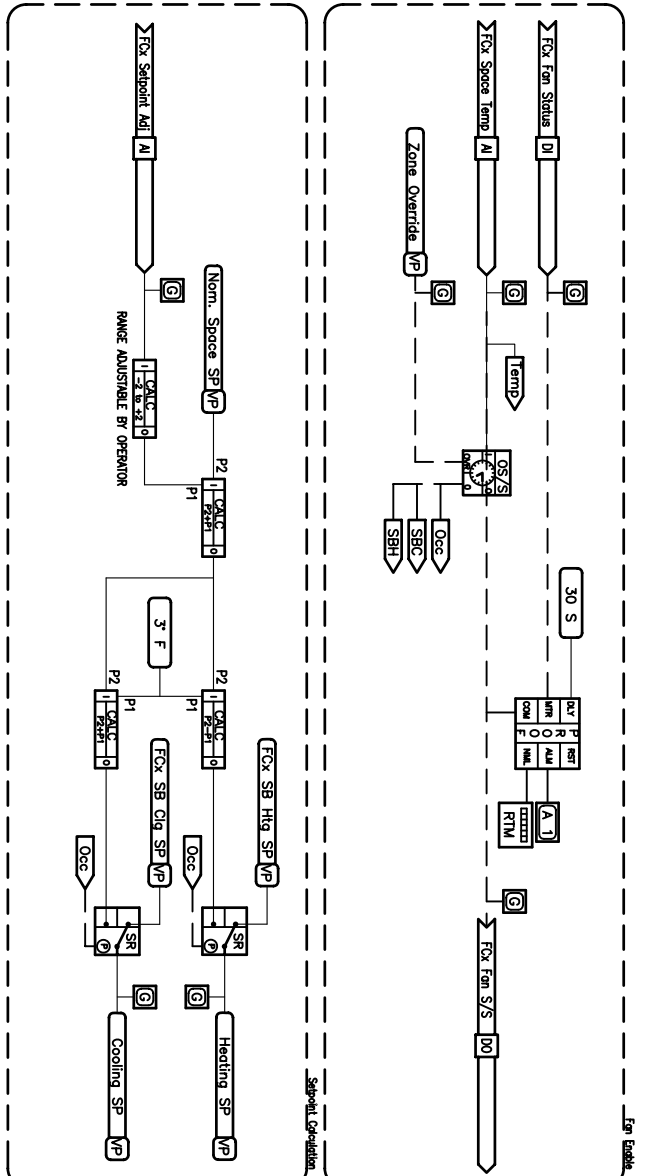 Fan Enable
FCx Fan Status
DI
G
30 S
DLY
RST
MTR
ALM
COM
NML
PROOF
A 1
RTM
FCx Space Temp
AI
G
Temp
OS/S
I
O
OVR
O
Occ
SBC
SBH
G
FCx Fan S/S
DO
Zone Override
VP
G
Setpoint Calculation
Nom. Space SP
VP
FCx Setpoint Adj
AI
G
CALC
-2 to +2
I
O
RANGE ADJUSTABLE BY OPERATOR
P2
P1
CALC
P2+P1
I
O
3° F
P2
P1
CALC
P2-P1
I
O
P2
P1
CALC
P2+P1
I
O
FCx SB Htg SP
VP
Occ
SR
P
G
Heating SP
VP
FCx SB Clg SP
VP
Occ
SR
P
G
Cooling SP
VP